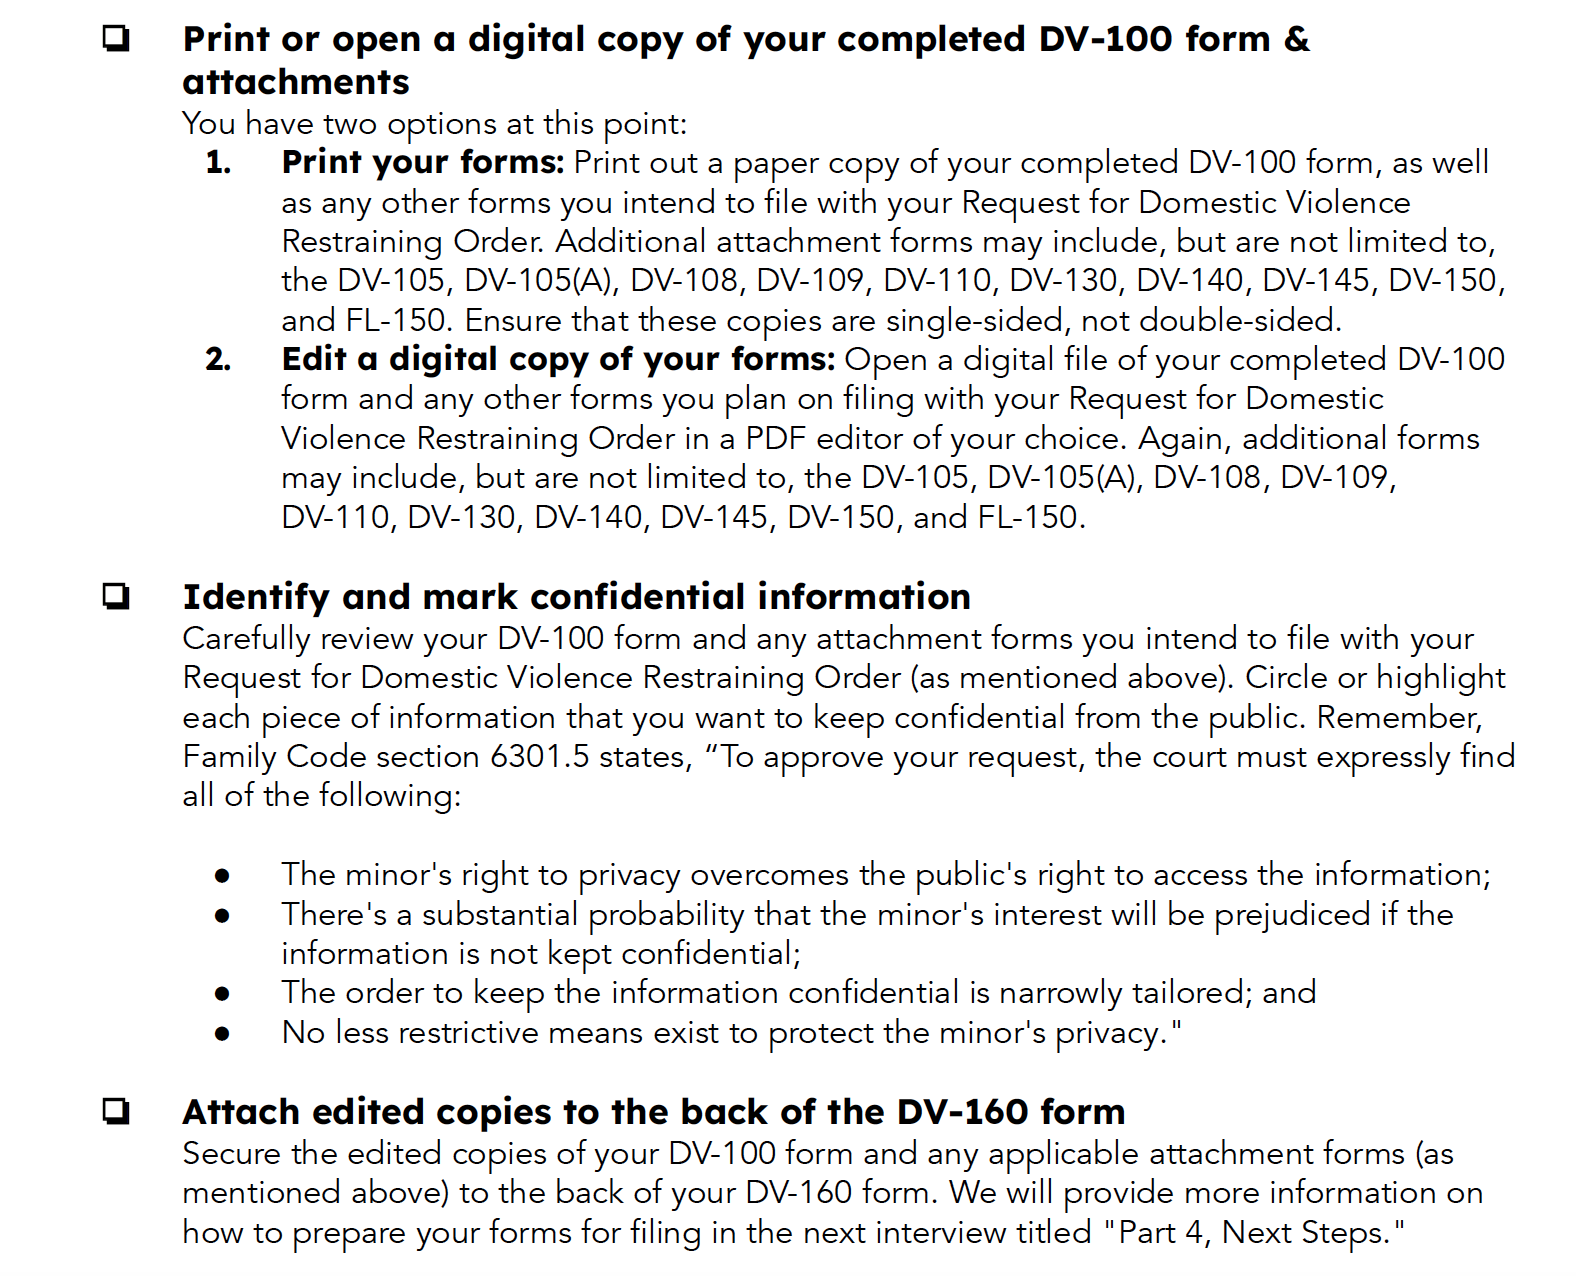 ❏ Print or open a digital copy of your completed DV-100 form &
attachments
You have two options at this point:
1. Print your forms: Print out a paper copy of your completed DV-100 form, as well
as any other forms you intend to file with your Request for Domestic Violence
Restraining Order. Additional attachment forms may include, but are not limited to,
the DV-105, DV-105(A), DV-108, DV-109, DV-110, DV-130, DV-140, DV-145, DV-150,
and FL-150. Ensure that these copies are single-sided, not double-sided.
2. Edit a digital copy of your forms: Open a digital file of your completed DV-100
form and any other forms you plan on filing with your Request for Domestic
Violence Restraining Order in a PDF editor of your choice. Again, additional forms
may include, but are not limited to, the DV-105, DV-105(A), DV-108, DV-109,
DV-110, DV-130, DV-140, DV-145, DV-150, and FL-150.
❏ Identify and mark confidential information
Carefully review your DV-100 form and any attachment forms you intend to file with your
Request for Domestic Violence Restraining Order (as mentioned above). Circle or highlight
each piece of information that you want to keep confidential from the public. Remember,
Family Code section 6301.5 states, “To approve your request, the court must expressly find
all of the following:
● The minor's right to privacy overcomes the public's right to access the information;
● There's a substantial probability that the minor's interest will be prejudiced if the
information is not kept confidential;
● The order to keep the information confidential is narrowly tailored; and
● No less restrictive means exist to protect the minor's privacy."
❏ Attach edited copies to the back of the DV-160 form
Secure the edited copies of your DV-100 form and any applicable attachment forms (as
mentioned above) to the back of your DV-160 form. We will provide more information on
how to prepare your forms for filing in the next interview titled "Part 4, Next Steps."